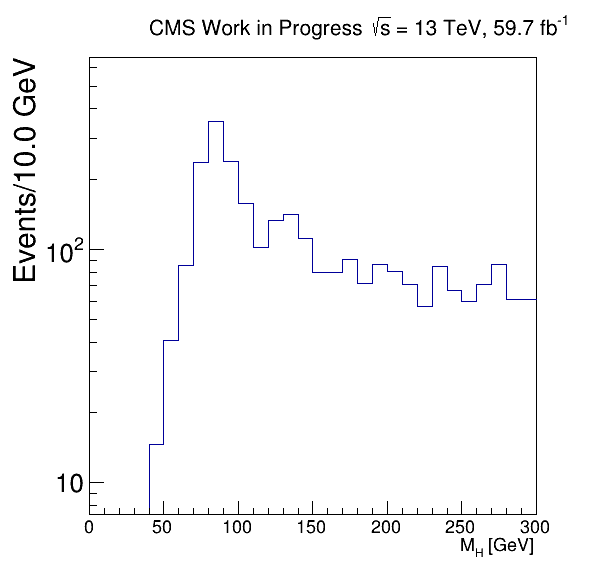 CMS Work in Progress √s = 13 TeV, 59.7 fb⁻¹
Events/10.0 GeV
10²
10
0 50 100 150 200 250 300
M_H [GeV]